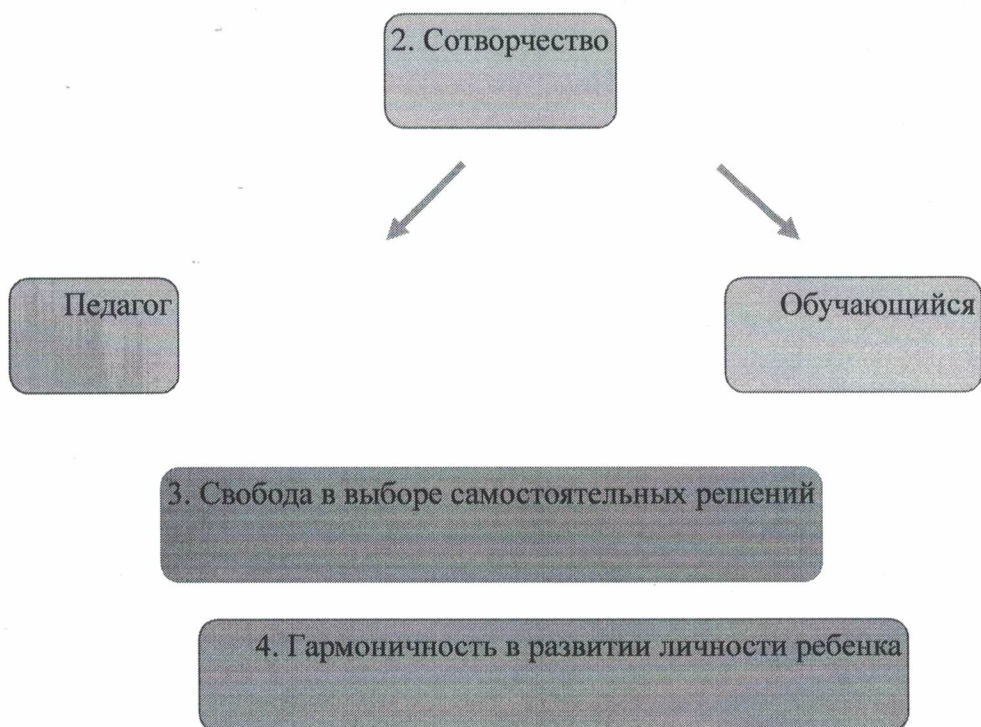 2. Сотворчество
Педагог
Обучающийся
3. Свобода в выборе самостоятельных решений
4. Гармоничность в развитии личности ребенка